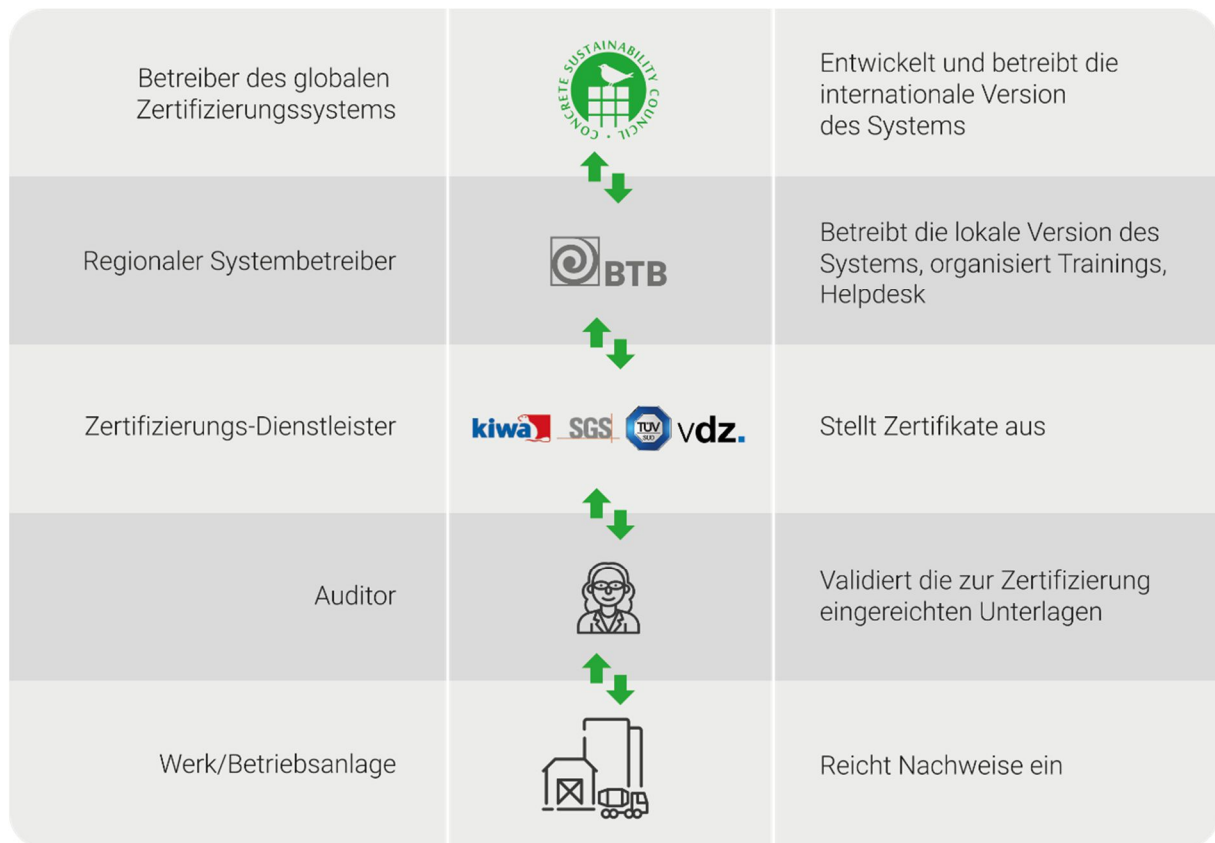 Betreiber des globalen
Zertifizierungssystems
CONCRETE SUSTAINABILITY COUNCIL
Entwickelt und betreibt die
internationale Version
des Systems
Regionaler Systembetreiber
BTB
Betreibt die lokale Version des
Systems, organisiert Trainings,
Helpdesk
Zertifizierungs-Dienstleister
kiwa SGS TÜV SÜD vdz.
Stellt Zertifikate aus
Auditor
Validiert die zur Zertifizierung
eingereichten Unterlagen
Werk/Betriebsanlage
Reicht Nachweise ein